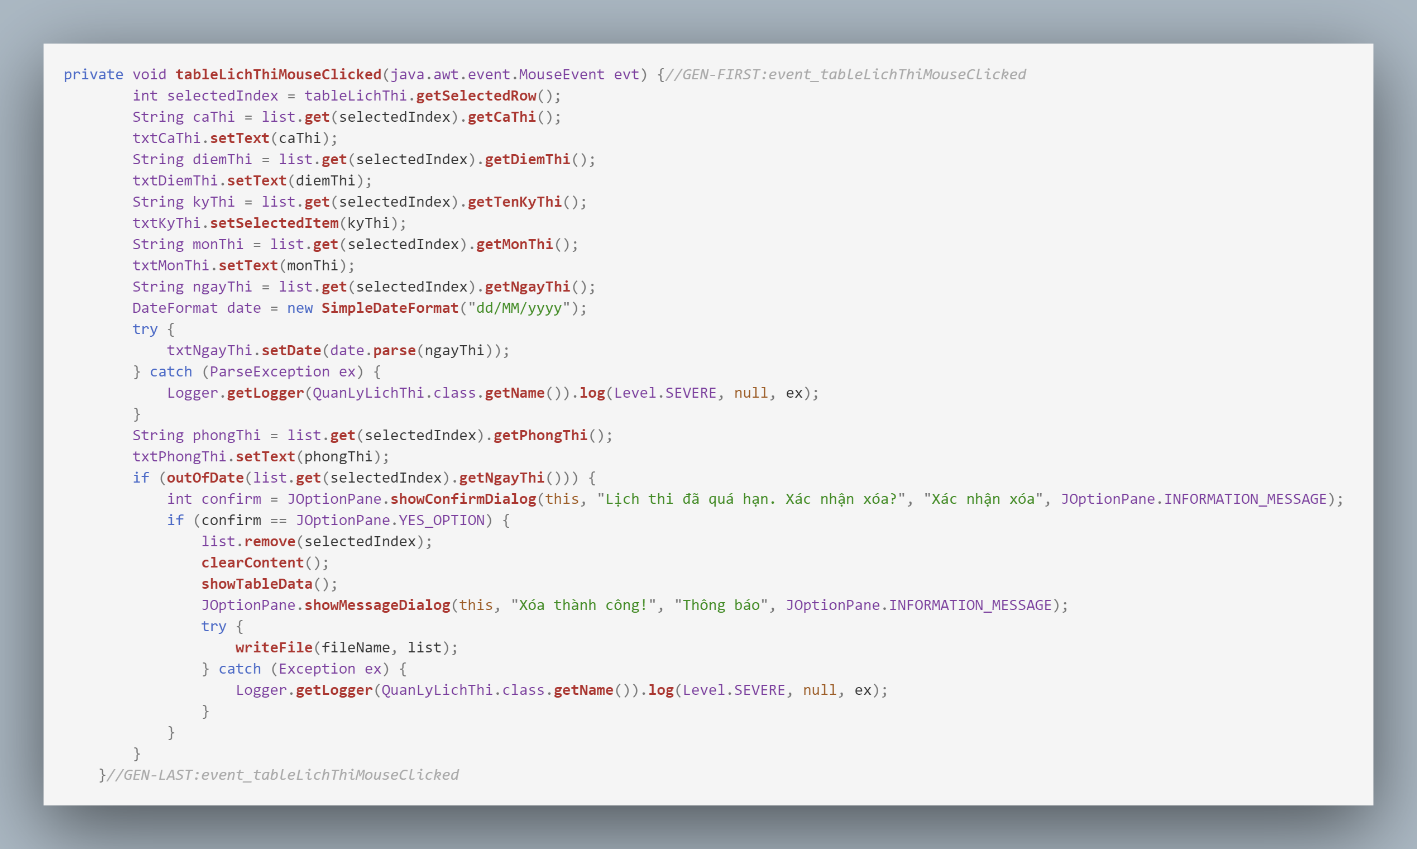 private void tableLichThiMouseClicked(java.awt.event.MouseEvent evt) {//GEN-FIRST:event_tableLichThiMouseClicked
        int selectedIndex = tableLichThi.getSelectedRow();
        String caThi = list.get(selectedIndex).getCaThi();
        txtCaThi.setText(caThi);
        String diemThi = list.get(selectedIndex).getDiemThi();
        txtDiemThi.setText(diemThi);
        String kyThi = list.get(selectedIndex).getTenKyThi();
        txtKyThi.setSelectedItem(kyThi);
        String monThi = list.get(selectedIndex).getMonThi();
        txtMonThi.setText(monThi);
        String ngayThi = list.get(selectedIndex).getNgayThi();
        DateFormat date = new SimpleDateFormat("dd/MM/yyyy");
        try {
            txtNgayThi.setDate(date.parse(ngayThi));
        } catch (ParseException ex) {
            Logger.getLogger(QuanLyLichThi.class.getName()).log(Level.SEVERE, null, ex);
        }
        String phongThi = list.get(selectedIndex).getPhongThi();
        txtPhongThi.setText(phongThi);
        if (outOfDate(list.get(selectedIndex).getNgayThi())) {
            int confirm = JOptionPane.showConfirmDialog(this, "Lịch thi đã quá hạn. Xác nhận xóa?", "Xác nhận xóa", JOptionPane.INFORMATION_MESSAGE);
            if (confirm == JOptionPane.YES_OPTION) {
                list.remove(selectedIndex);
                clearContent();
                showTableData();
                JOptionPane.showMessageDialog(this, "Xóa thành công!", "Thông báo", JOptionPane.INFORMATION_MESSAGE);
                try {
                    writeFile(fileName, list);
                } catch (Exception ex) {
                    Logger.getLogger(QuanLyLichThi.class.getName()).log(Level.SEVERE, null, ex);
                }
            }
        }
    }//GEN-LAST:event_tableLichThiMouseClicked